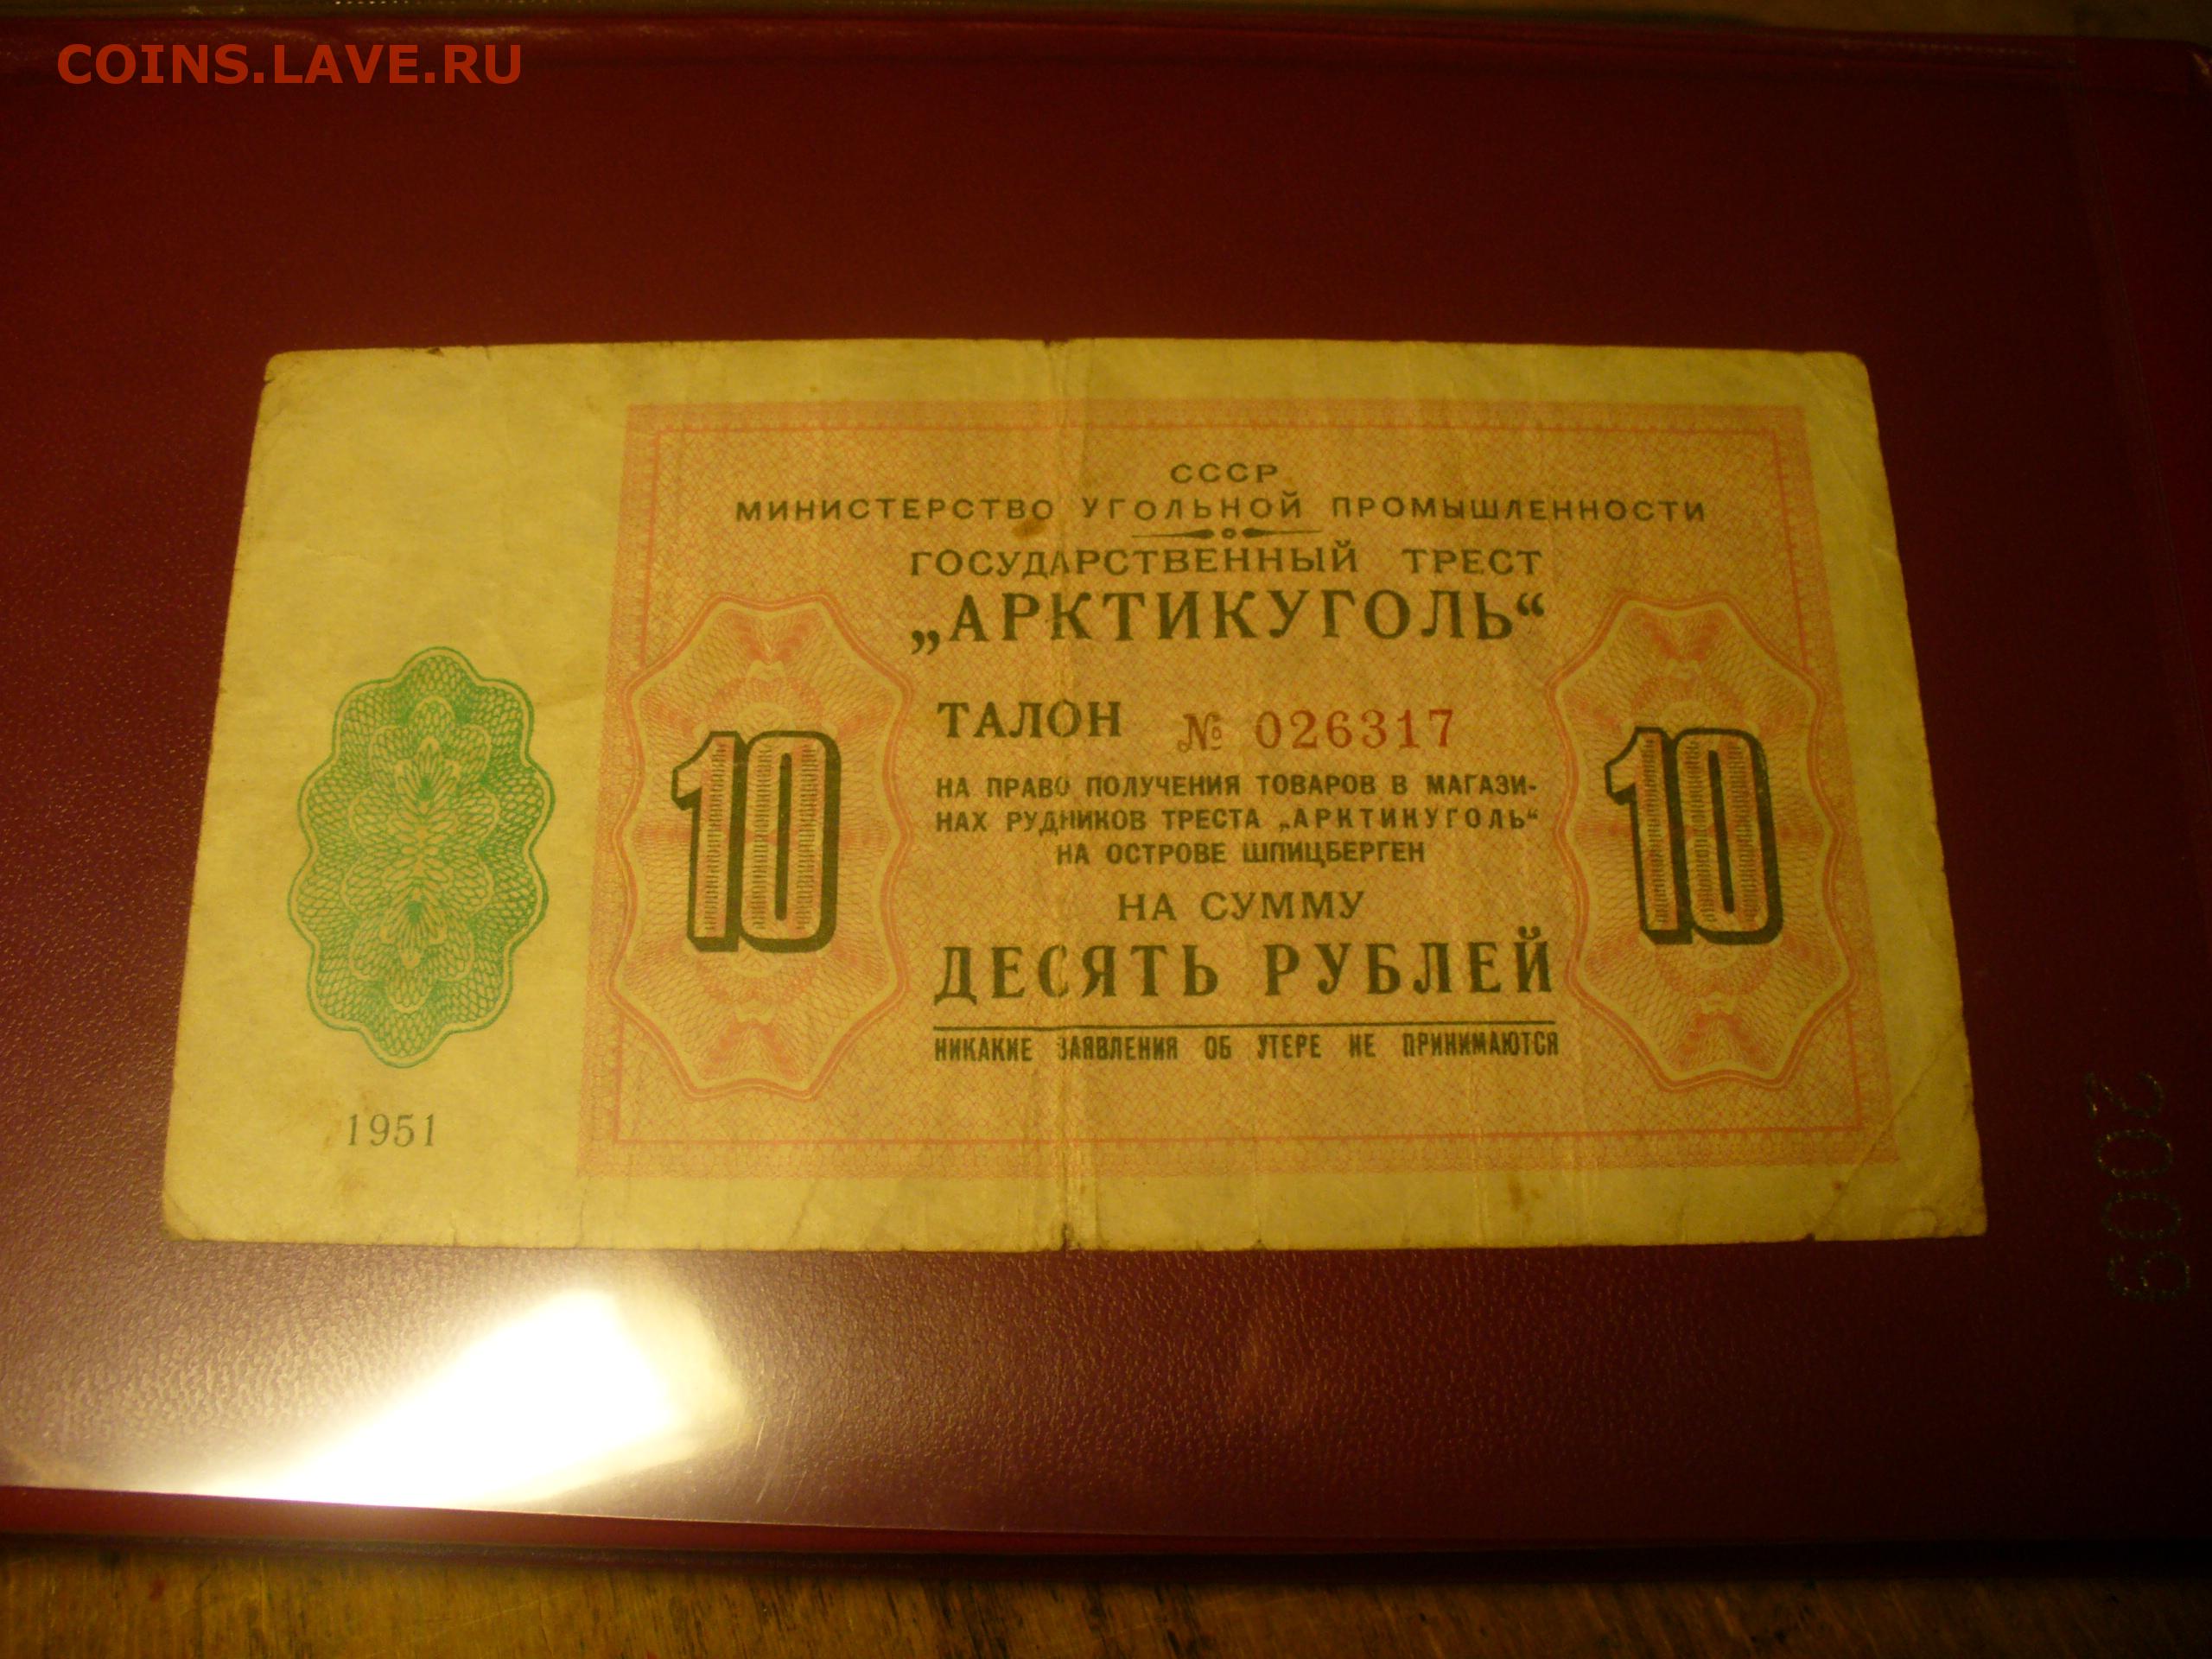 COINS.LAVE.RU
СССР
МИНИСТЕРСТВО УГОЛЬНОЙ ПРОМЫШЛЕННОСТИ
ГОСУДАРСТВЕННЫЙ ТРЕСТ
„АРКТИКУГОЛЬ“
ТАЛОН № 026317
10
10
НА ПРАВО ПОЛУЧЕНИЯ ТОВАРОВ В МАГАЗИ-
НАХ РУДНИКОВ ТРЕСТА „АРКТИКУГОЛЬ“
НА ОСТРОВЕ ШПИЦБЕРГЕН
НА СУММУ
ДЕСЯТЬ РУБЛЕЙ
НИКАКИЕ ЗАЯВЛЕНИЯ ОБ УТЕРЕ НЕ ПРИНИМАЮТСЯ
1951
2009